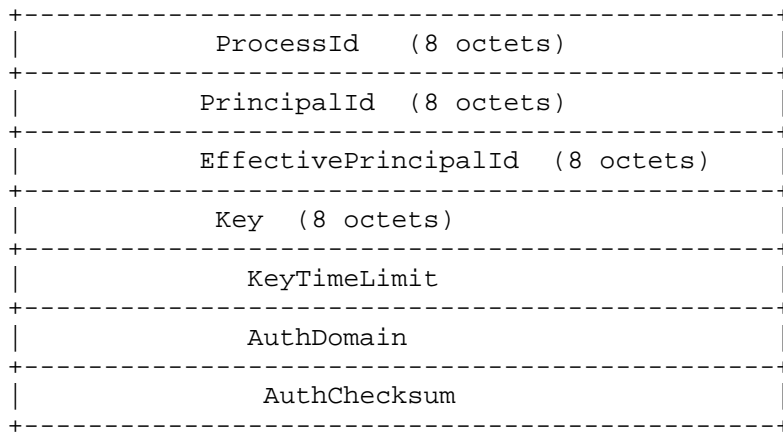 +-----------------------------------------------+
|            ProcessId   (8 octets)             |
+-----------------------------------------------+
|           PrincipalId  (8 octets)             |
+-----------------------------------------------+
|           EffectivePrincipalId  (8 octets)    |
+-----------------------------------------------+
|            Key  (8 octets)                    |
+-----------------------------------------------+
|              KeyTimeLimit                     |
+-----------------------------------------------+
|              AuthDomain                       |
+-----------------------------------------------+
|               AuthChecksum                    |
+-----------------------------------------------+